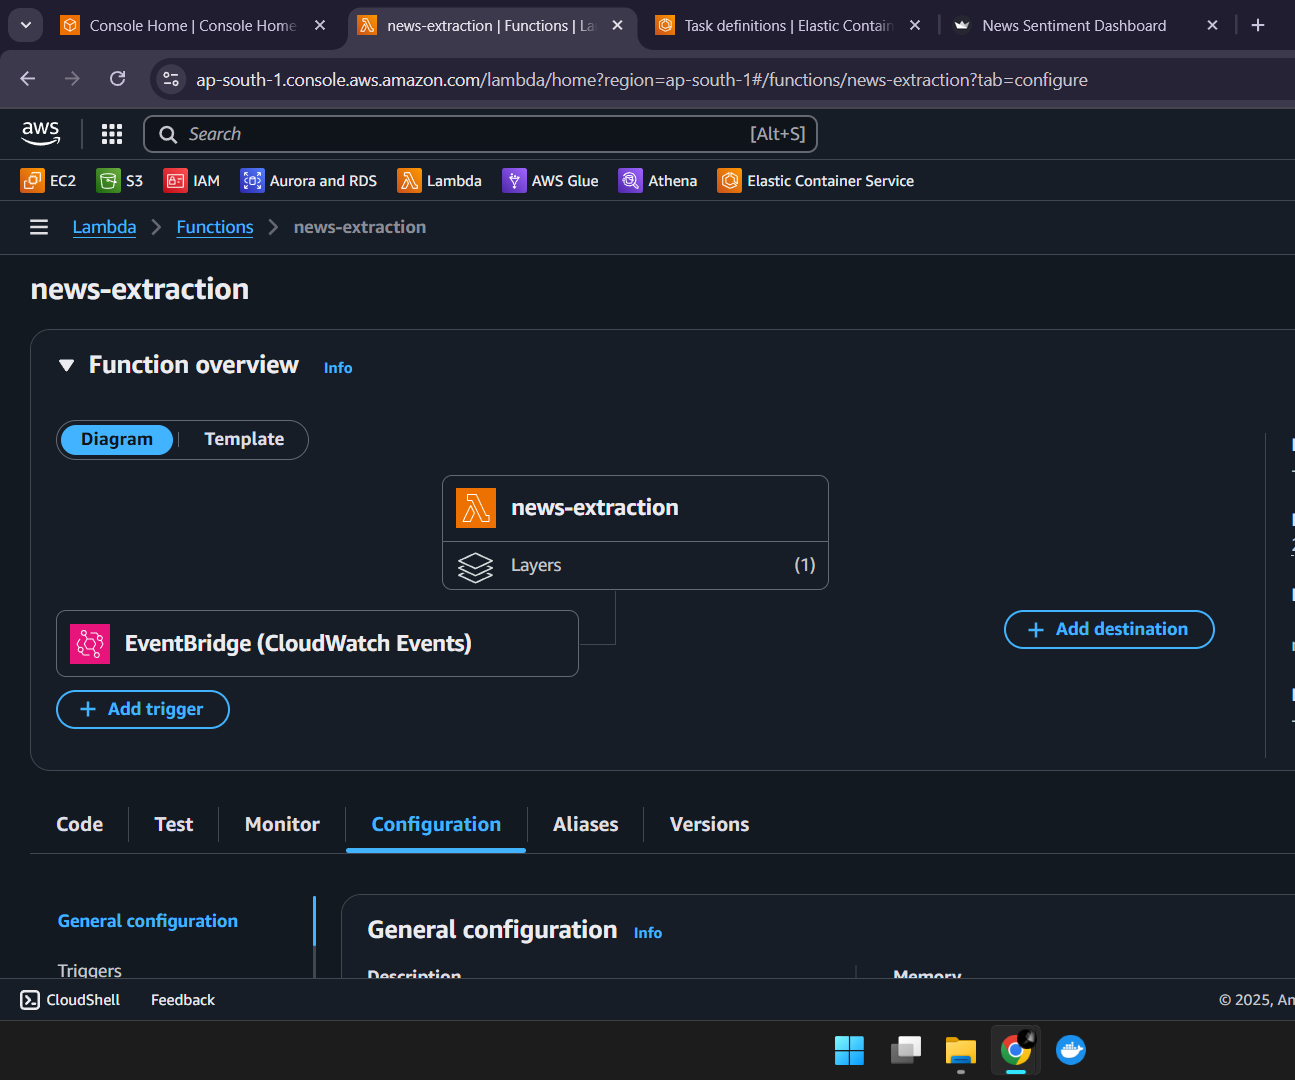 Console Home | Console Home
news-extraction | Functions | La
Task definitions | Elastic Contain
News Sentiment Dashboard
ap-south-1.console.aws.amazon.com/lambda/home?region=ap-south-1#/functions/news-extraction?tab=configure
aws
Search [Alt+S]
EC2 S3 IAM Aurora and RDS Lambda AWS Glue Athena Elastic Container Service
Lambda Functions news-extraction
news-extraction
Function overview Info
Diagram Template
news-extraction
Layers (1)
EventBridge (CloudWatch Events)
+ Add destination
+ Add trigger
Code Test Monitor Configuration Aliases Versions
General configuration
General configuration Info
Triggers
Description Memory
CloudShell Feedback © 2025, Am